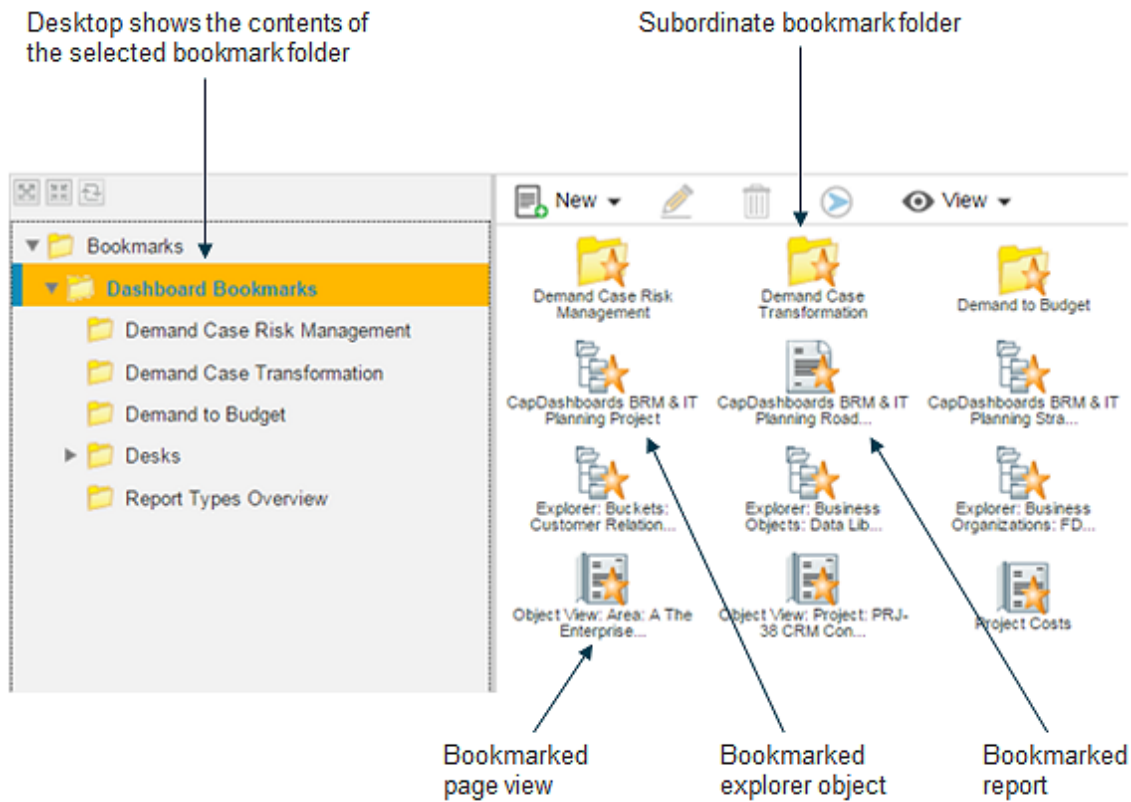 Desktop shows the contents of
the selected bookmark folder
Subordinate bookmark folder
New
View
Bookmarks
Dashboard Bookmarks
Demand Case Risk Management
Demand Case Transformation
Demand to Budget
Desks
Report Types Overview
Demand Case Risk
Management
Demand Case
Transformation
Demand to Budget
CapDashboards BRM & IT
Planning Project
CapDashboards BRM & IT
Planning Road...
CapDashboards BRM & IT
Planning Stra...
Explorer: Buckets:
Customer Relation...
Explorer: Business
Objects: Data Lib...
Explorer: Business
Organizations: FD...
Object View: Area: A The
Enterprise...
Object View: Project: PRJ-
38 CRM Con...
Project Costs
Bookmarked
page view
Bookmarked
explorer object
Bookmarked
report